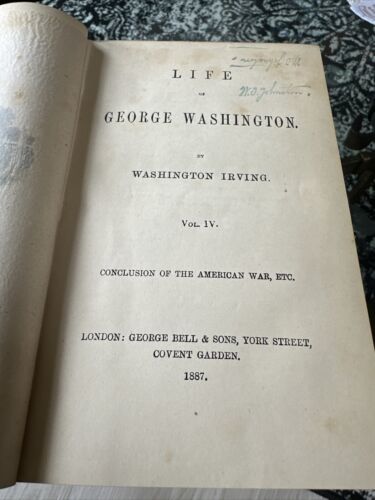 LIFE
OF
GEORGE WASHINGTON.
BY
WASHINGTON IRVING.
VOL. IV.
CONCLUSION OF THE AMERICAN WAR, ETC.
LONDON: GEORGE BELL & SONS, YORK STREET,
COVENT GARDEN.
1887.